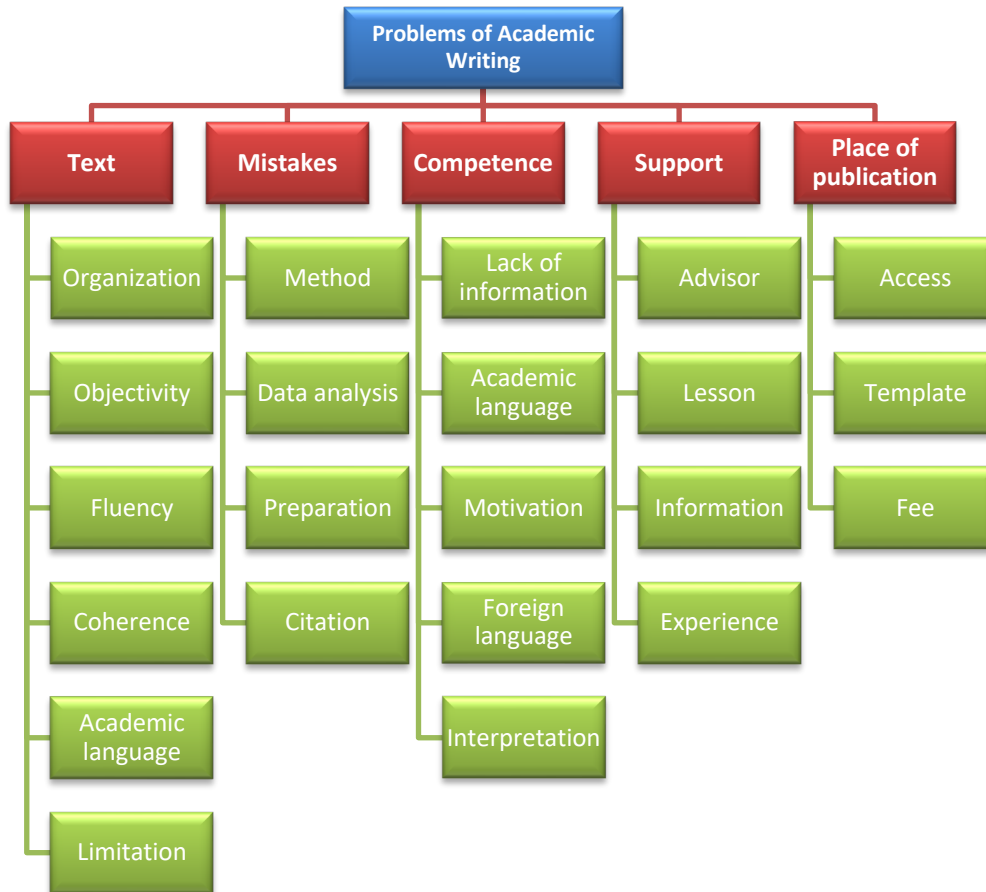 Problems of Academic
Writing
Text
Mistakes
Competence
Support
Place of
publication
Organization
Objectivity
Fluency
Coherence
Academic
language
Limitation
Method
Data analysis
Preparation
Citation
Lack of
information
Academic
language
Motivation
Foreign
language
Interpretation
Advisor
Lesson
Information
Experience
Access
Template
Fee